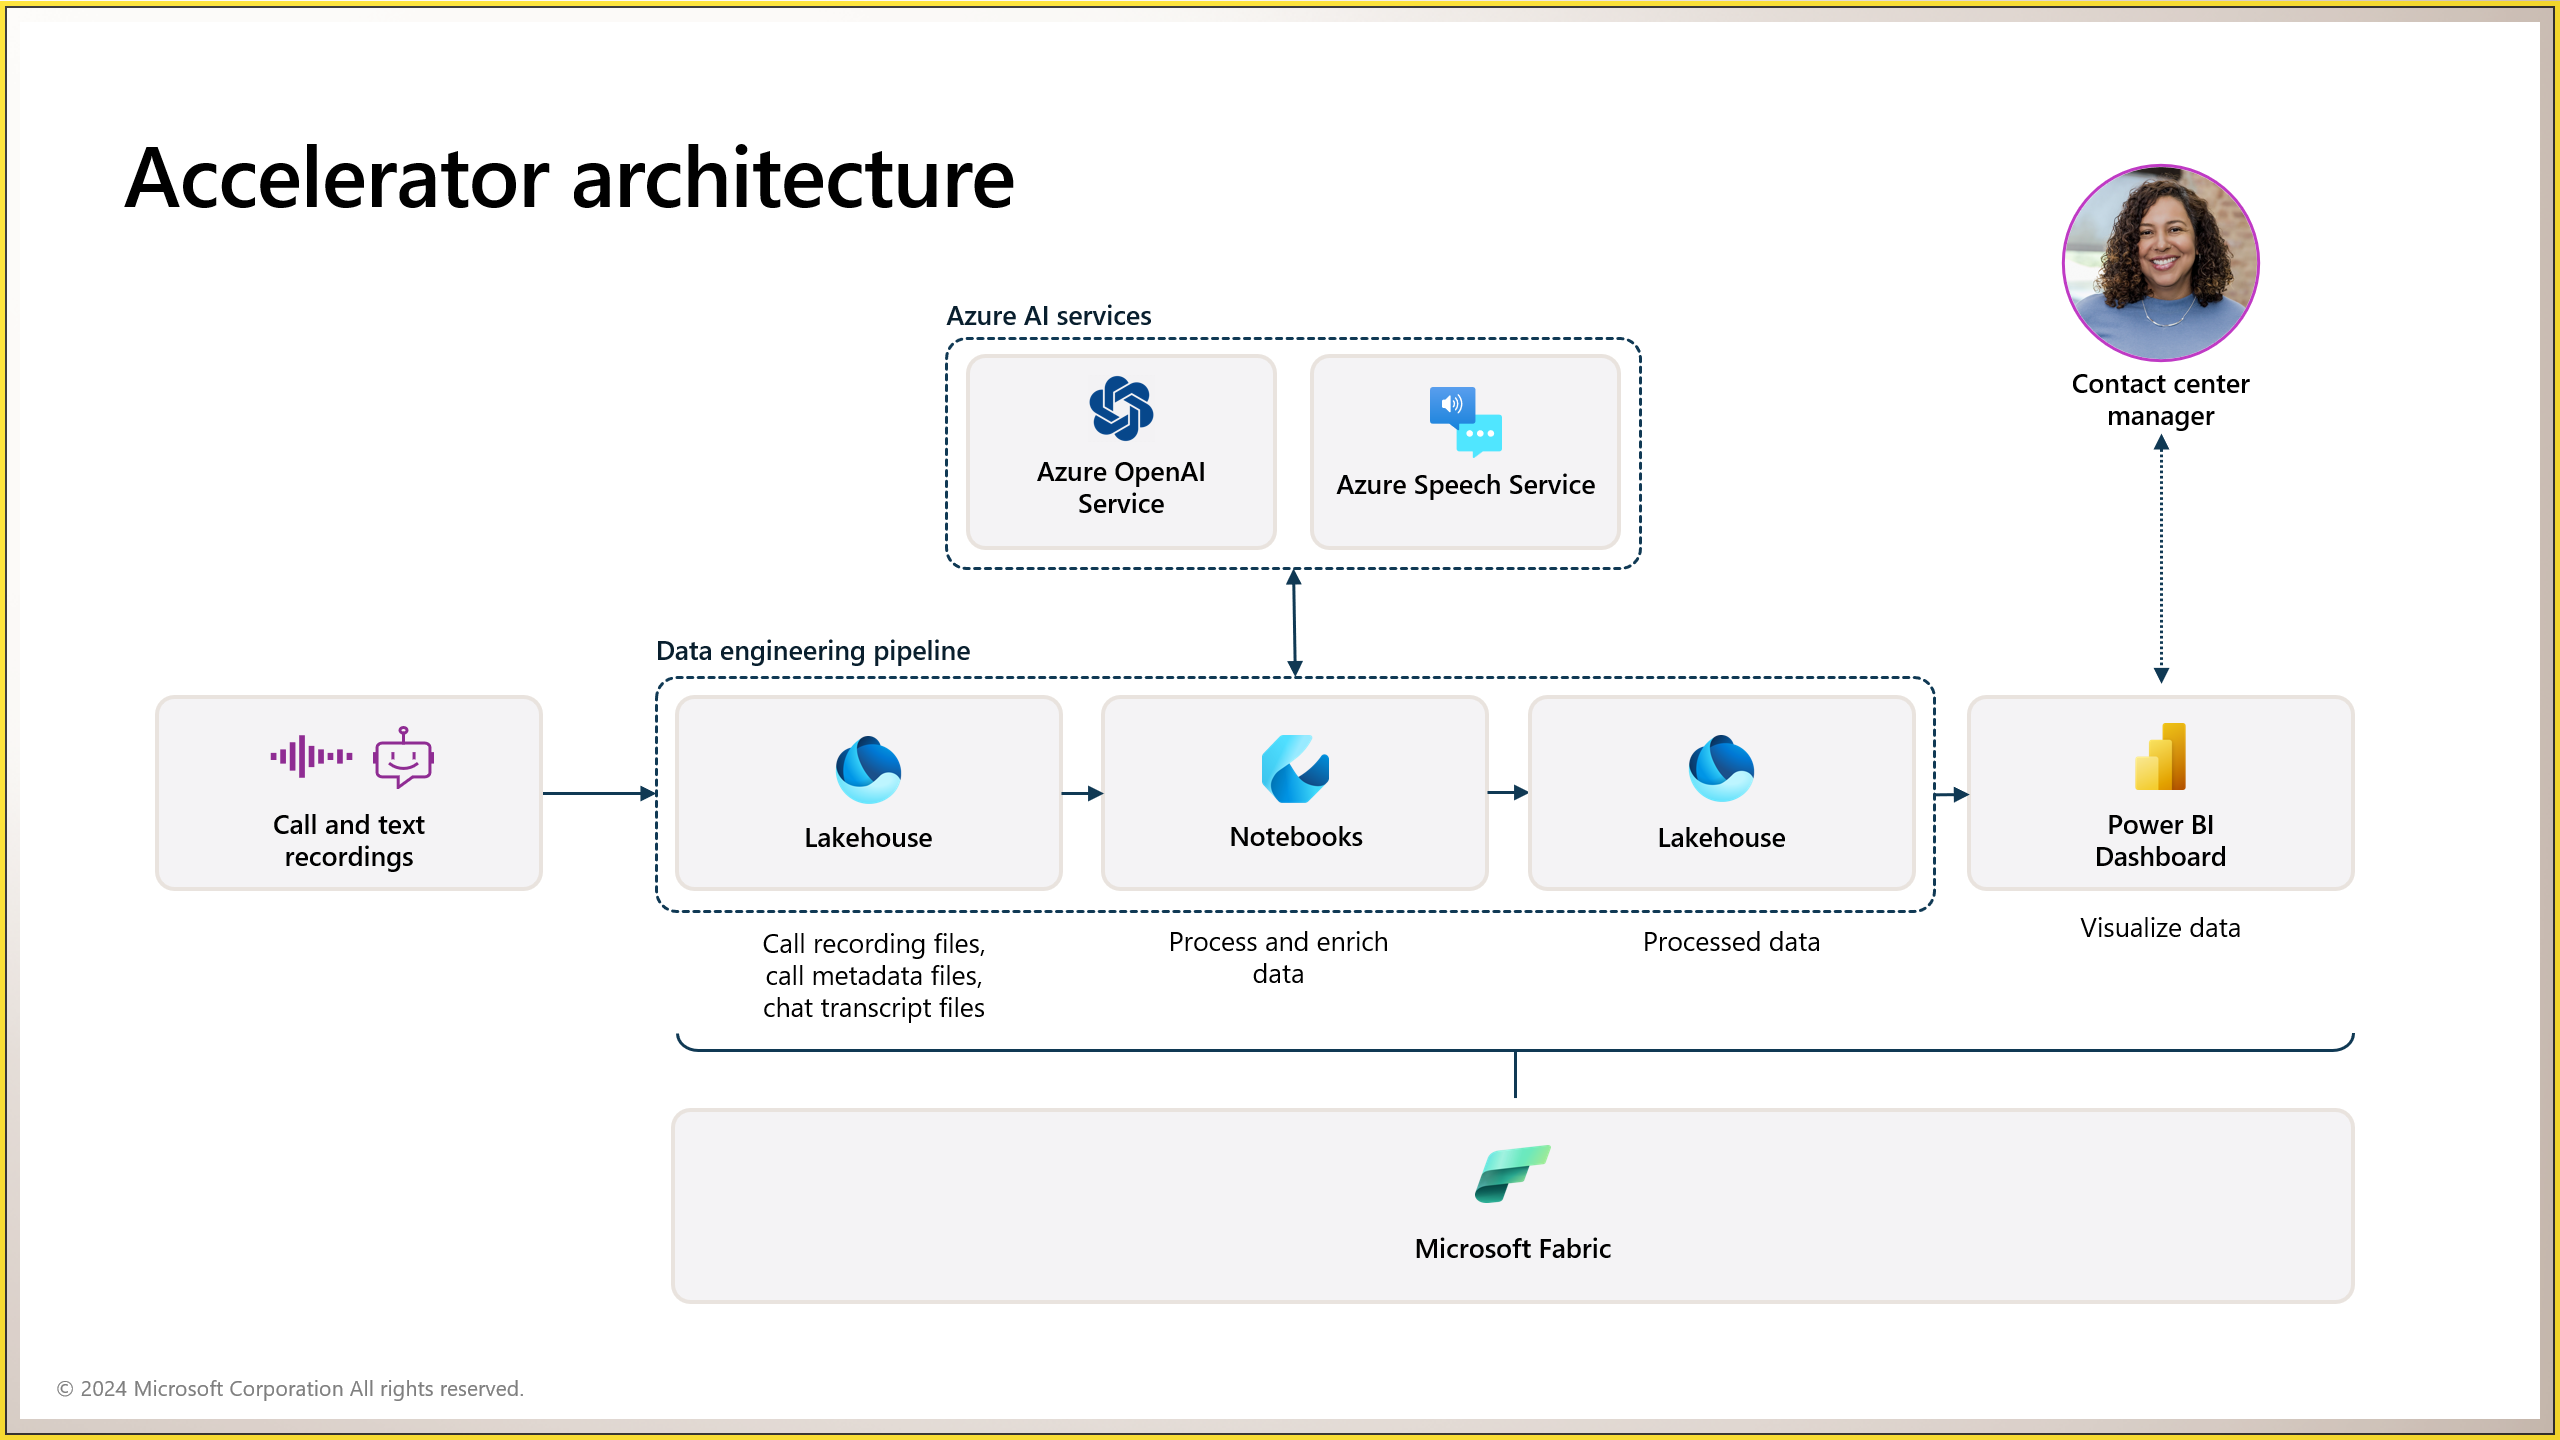 Accelerator architecture
Azure AI services
Azure OpenAI
Service
Azure Speech Service
Contact center
manager
Data engineering pipeline
Call and text
recordings
Lakehouse
Notebooks
Lakehouse
Power BI
Dashboard
Call recording files,
call metadata files,
chat transcript files
Process and enrich
data
Processed data
Visualize data
Microsoft Fabric
© 2024 Microsoft Corporation All rights reserved.